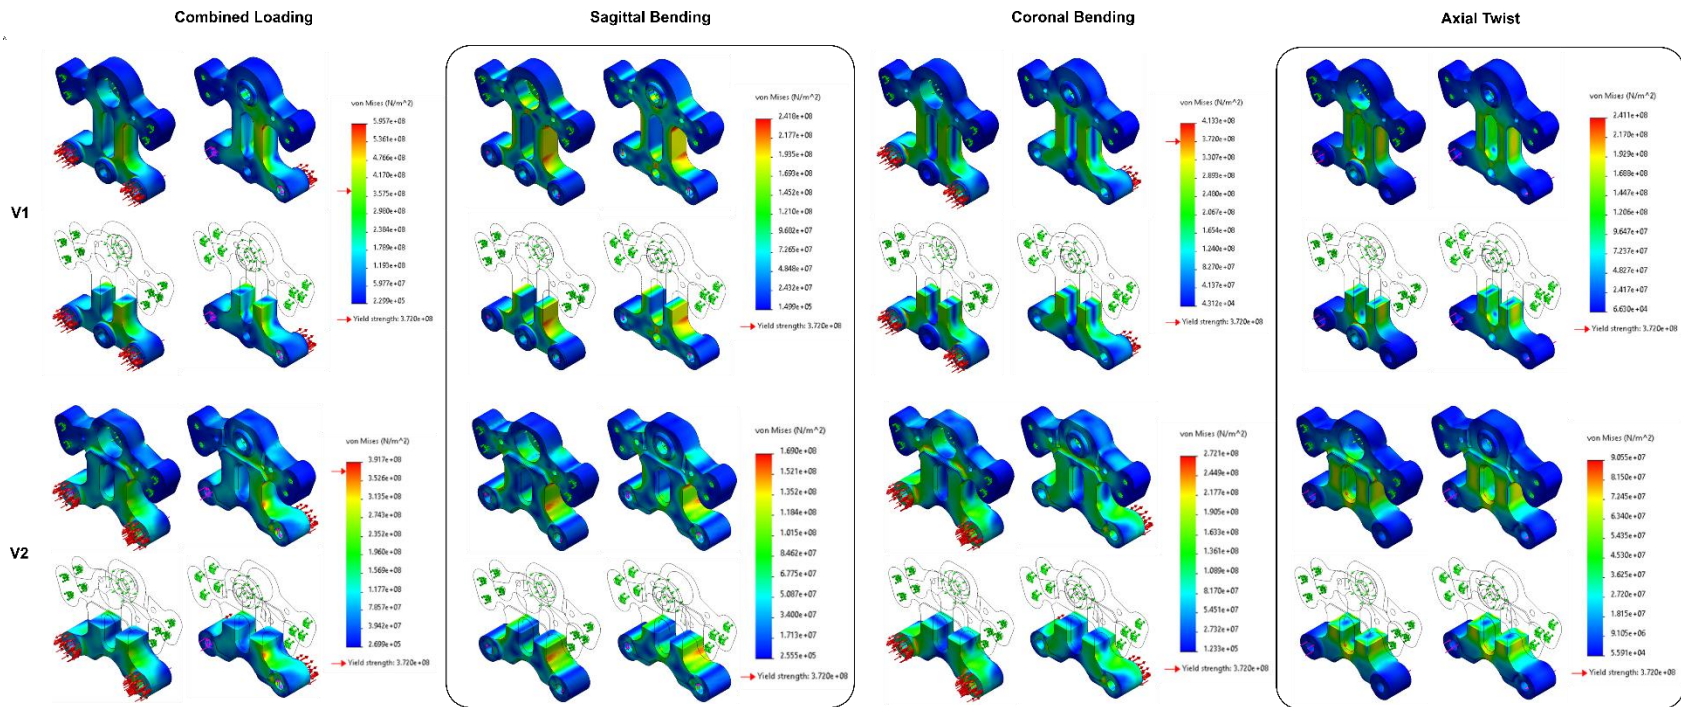 Combined Loading
Sagittal Bending
Coronal Bending
Axial Twist
V1
von Mises (N/m^2)
5.957e+08
5.361e+08
4.766e+08
4.170e+08
3.575e+08
2.980e+08
2.384e+08
1.789e+08
1.193e+08
5.977e+07
2.299e+05
Yield strength: 3.720e+08
von Mises (N/m^2)
2.418e+08
2.177e+08
1.935e+08
1.693e+08
1.452e+08
1.210e+08
9.682e+07
7.265e+07
4.848e+07
2.432e+07
1.499e+05
Yield strength: 3.720e+08
von Mises (N/m^2)
4.133e+08
3.720e+08
3.307e+08
2.893e+08
2.480e+08
2.067e+08
1.654e+08
1.240e+08
8.270e+07
4.137e+07
4.312e+04
Yield strength: 3.720e+08
von Mises (N/m^2)
2.411e+08
2.170e+08
1.929e+08
1.688e+08
1.447e+08
1.206e+08
9.647e+07
7.237e+07
4.827e+07
2.417e+07
6.630e+04
Yield strength: 3.720e+08
V2
von Mises (N/m^2)
3.917e+08
3.526e+08
3.135e+08
2.743e+08
2.352e+08
1.960e+08
1.569e+08
1.177e+08
7.857e+07
3.942e+07
2.699e+05
Yield strength: 3.720e+08
von Mises (N/m^2)
1.690e+08
1.521e+08
1.352e+08
1.184e+08
1.015e+08
8.462e+07
6.775e+07
5.087e+07
3.400e+07
1.713e+07
2.555e+05
Yield strength: 3.720e+08
von Mises (N/m^2)
2.721e+08
2.449e+08
2.177e+08
1.905e+08
1.633e+08
1.361e+08
1.089e+08
8.170e+07
5.451e+07
2.732e+07
1.233e+05
Yield strength: 3.720e+08
von Mises (N/m^2)
9.055e+07
8.150e+07
7.245e+07
6.340e+07
5.435e+07
4.530e+07
3.625e+07
2.720e+07
1.815e+07
9.105e+06
5.591e+04
Yield strength: 3.720e+08